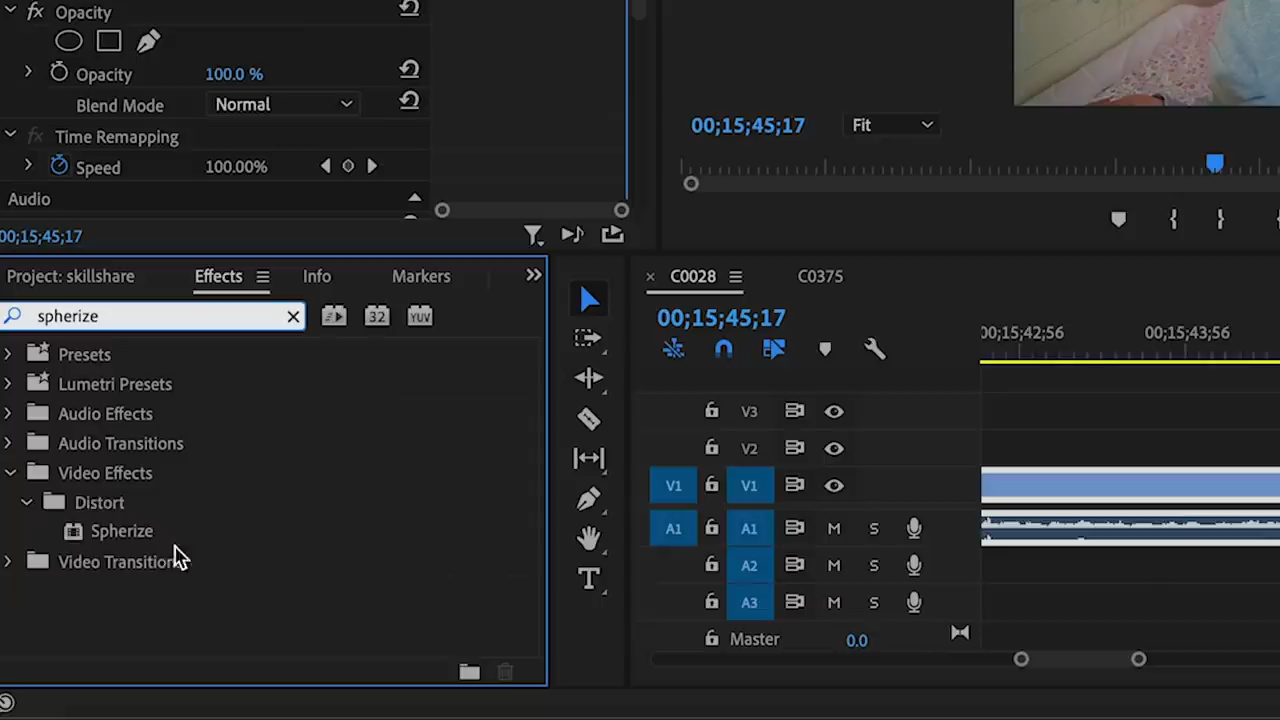 fx Opacity
Opacity 100.0 %
Blend Mode Normal
fx Time Remapping
Speed 100.00%
Audio
00;15;45;17
00;15;45;17 Fit
Project: skillshare Effects Info Markers
spherize 32 YUV
Presets
Lumetri Presets
Audio Effects
Audio Transitions
Video Effects
Distort
Spherize
Video Transition
T
× C0028 C0375
00;15;45;17
00;15;42;56 00;15;43;56
V3
V2
V1 V1
A1 A1 M S
A2 M S
A3 M S
Master 0.0